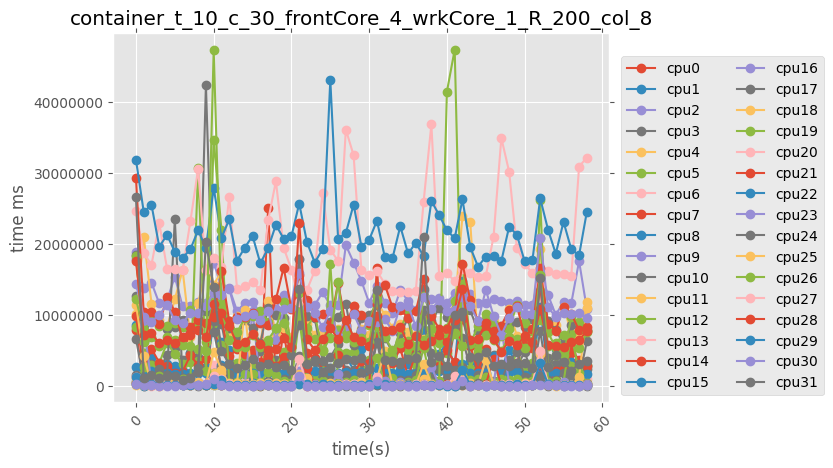 container_t_10_c_30_frontCore_4_wrkCore_1_R_200_col_8
time ms
40000000
30000000
20000000
10000000
0
0
10
20
30
40
50
60
time(s)
cpu0
cpu1
cpu2
cpu3
cpu4
cpu5
cpu6
cpu7
cpu8
cpu9
cpu10
cpu11
cpu12
cpu13
cpu14
cpu15
cpu16
cpu17
cpu18
cpu19
cpu20
cpu21
cpu22
cpu23
cpu24
cpu25
cpu26
cpu27
cpu28
cpu29
cpu30
cpu31